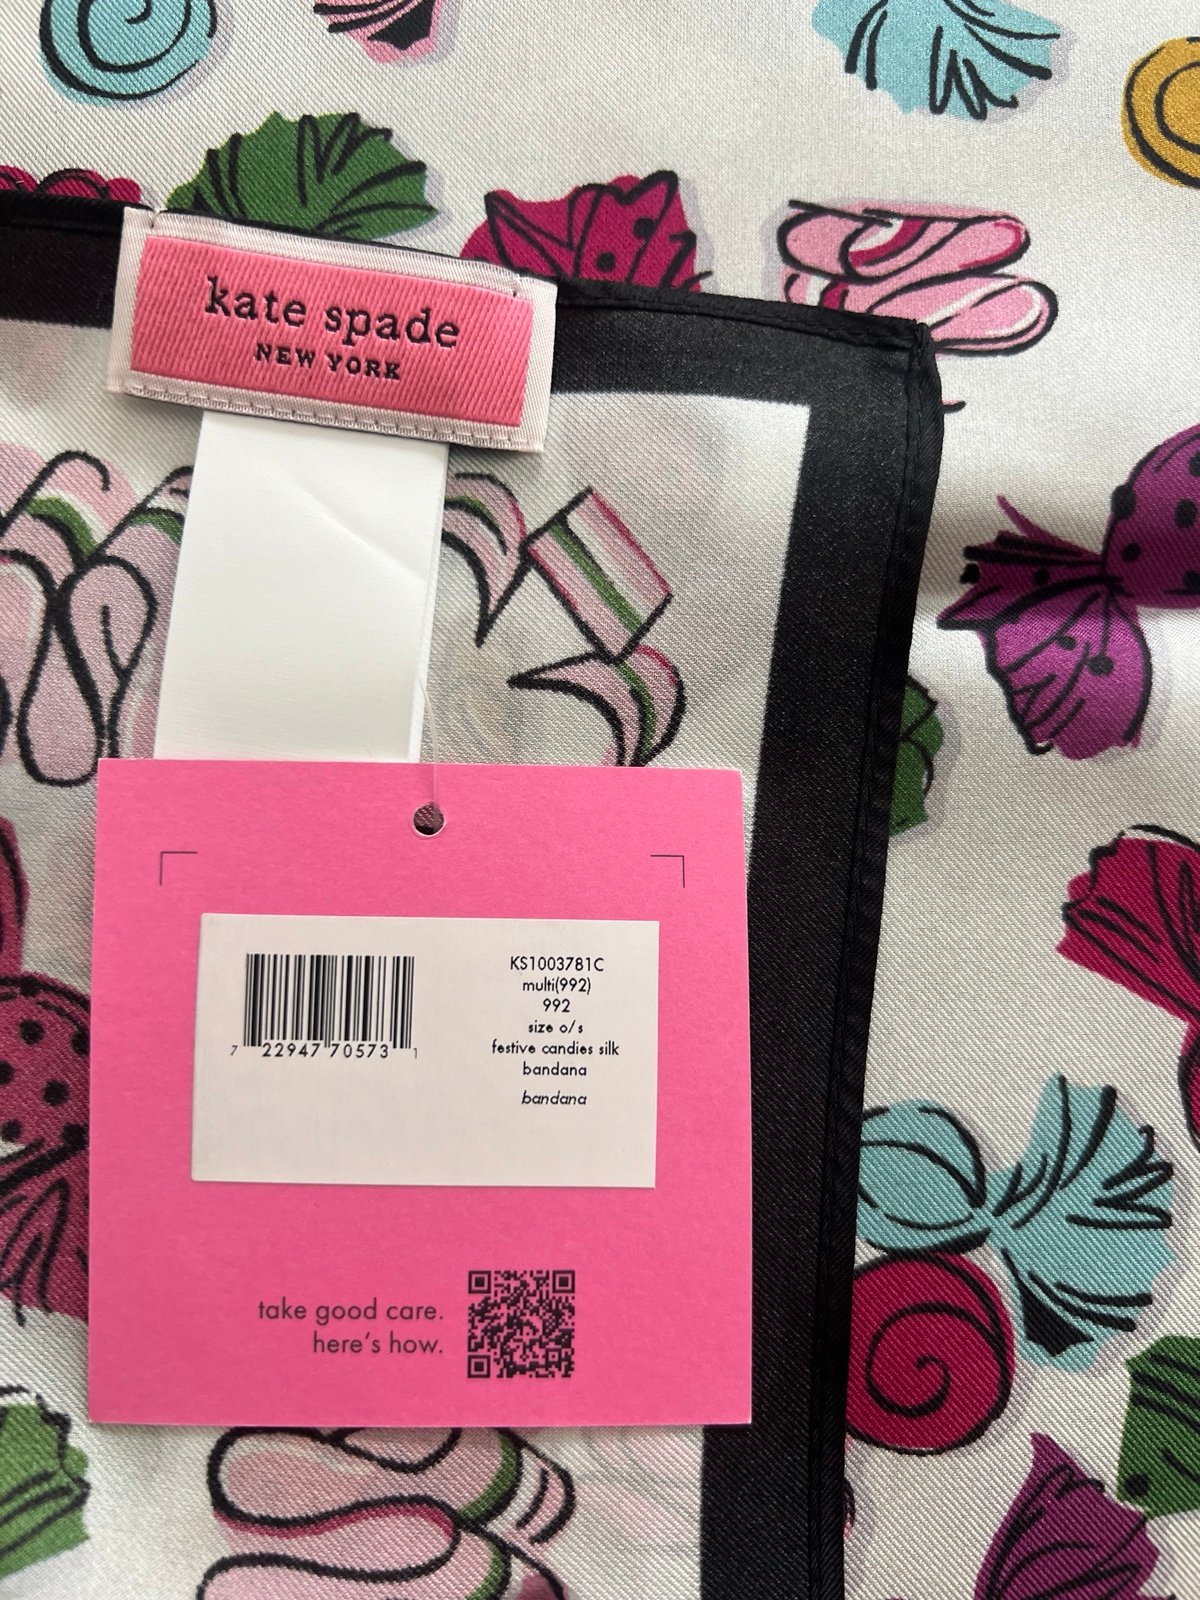 kate spade
NEW YORK
7 22947 70573 1
KS1003781C
multi(992)
992
size o/s
festive candies silk
bandana
bandana
take good care.
here's how.